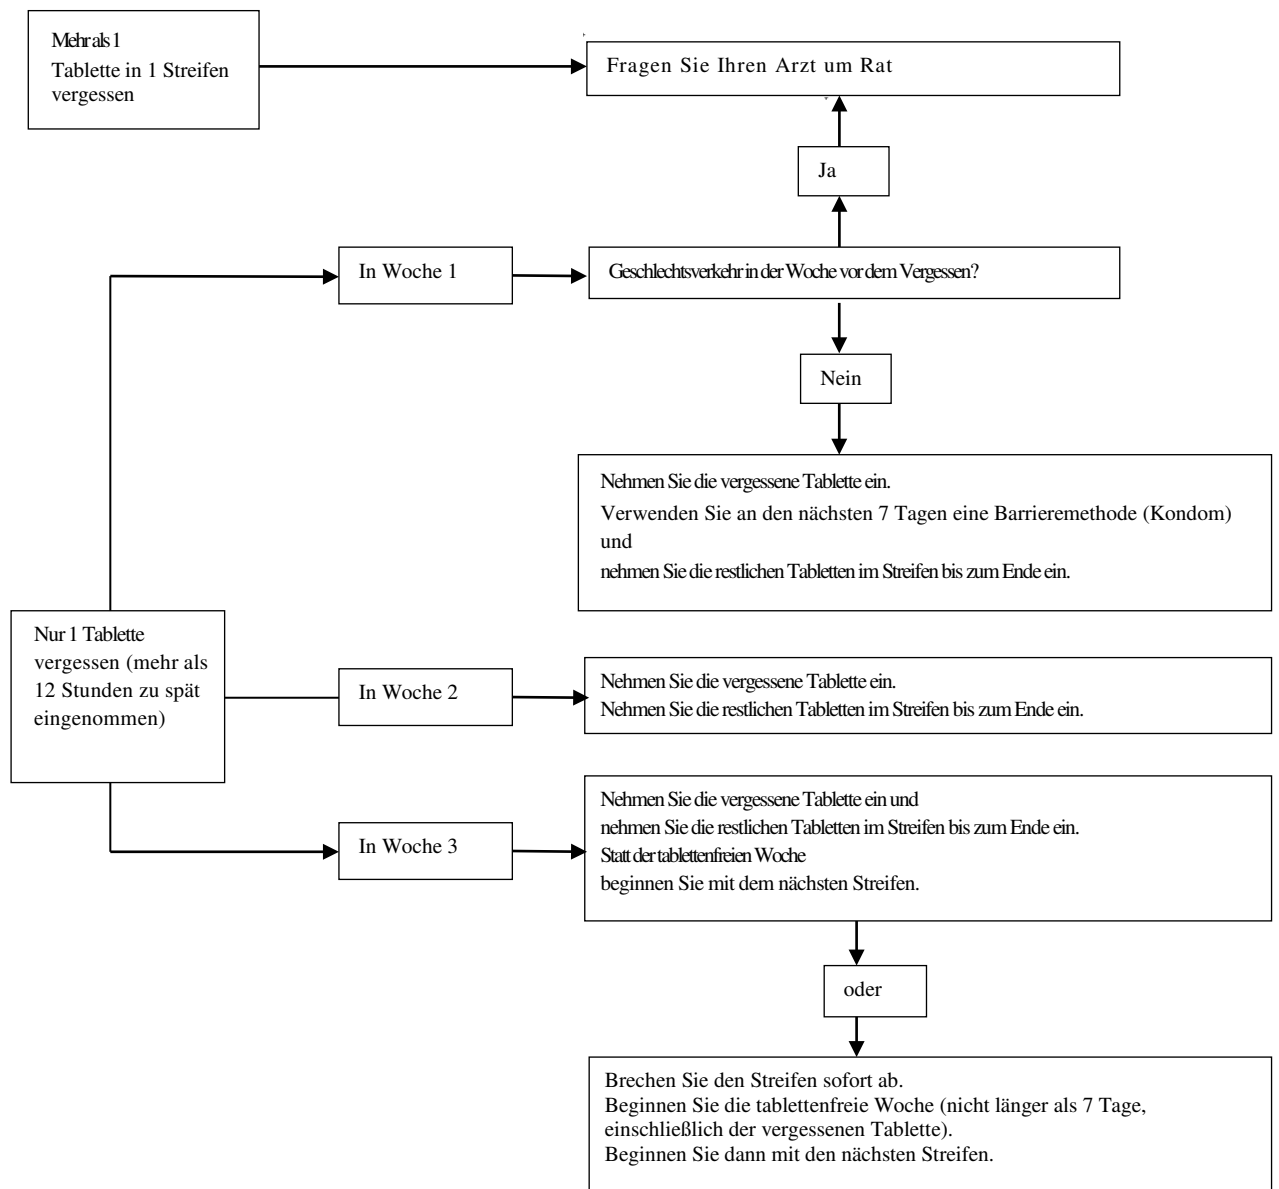 Mehr als 1
Tablette in 1 Streifen
vergessen
Fragen Sie Ihren Arzt um Rat
Ja
In Woche 1
Geschlechtsverkehr in der Woche vor dem Vergessen?
Nein
Nehmen Sie die vergessene Tablette ein.
Verwenden Sie an den nächsten 7 Tagen eine Barrieremethode (Kondom)
und
nehmen Sie die restlichen Tabletten im Streifen bis zum Ende ein.
Nur 1 Tablette
vergessen (mehr als
12 Stunden zu spät
eingenommen)
In Woche 2
Nehmen Sie die vergessene Tablette ein.
Nehmen Sie die restlichen Tabletten im Streifen bis zum Ende ein.
In Woche 3
Nehmen Sie die vergessene Tablette ein und
nehmen Sie die restlichen Tabletten im Streifen bis zum Ende ein.
Statt der tablettenfreien Woche
beginnen Sie mit dem nächsten Streifen.
oder
Brechen Sie den Streifen sofort ab.
Beginnen Sie die tablettenfreie Woche (nicht länger als 7 Tage,
einschließlich der vergessenen Tablette).
Beginnen Sie dann mit den nächsten Streifen.